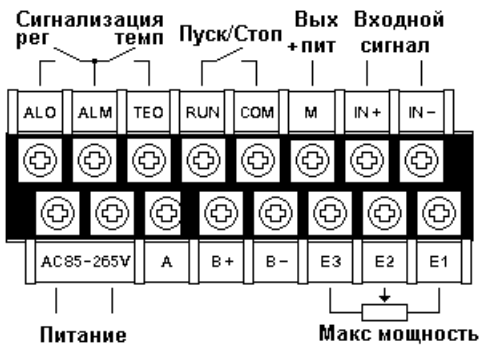 Сигнализация
рег темп
Пуск/Стоп
Вых
+пит
Входной
сигнал
ALO ALM TEO RUN COM M IN+ IN-
AC85-265V A B+ B- E3 E2 E1
Питание
Макс мощность